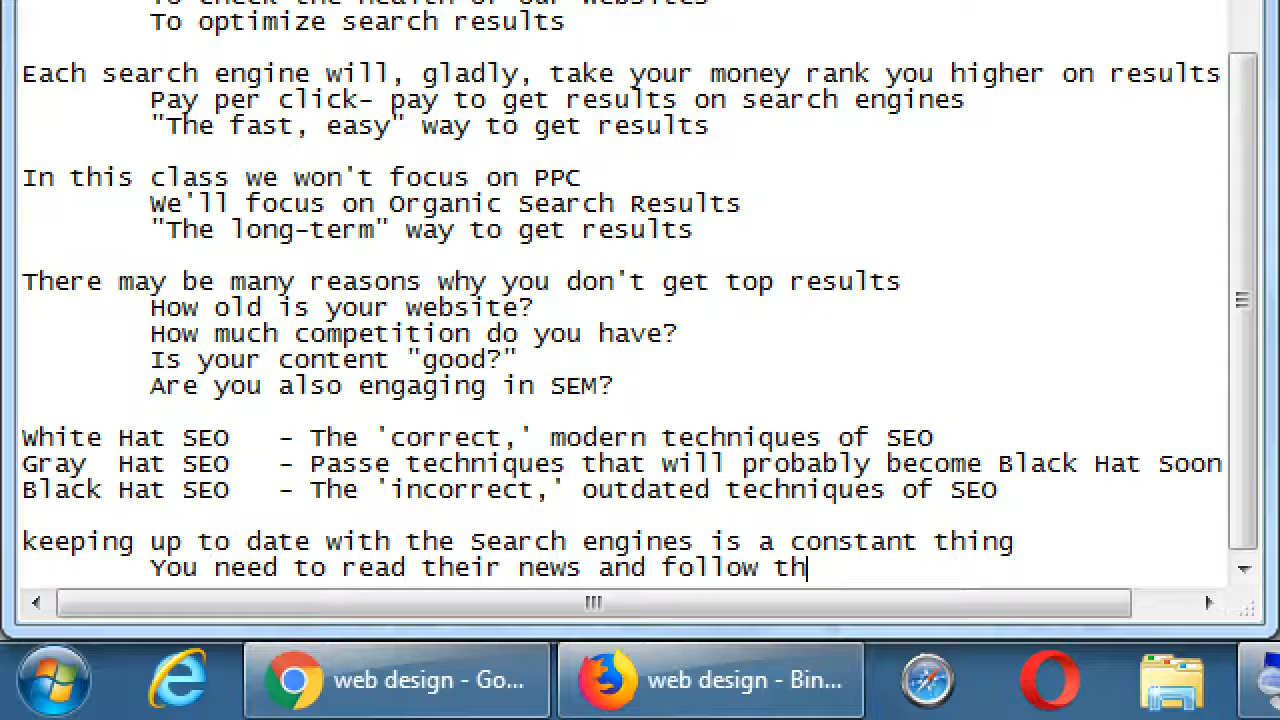 To check the health of our websites
To optimize search results
Each search engine will, gladly, take your money rank you higher on results
Pay per click- pay to get results on search engines
"The fast, easy" way to get results
In this class we won't focus on PPC
We'll focus on Organic Search Results
"The long-term" way to get results
There may be many reasons why you don't get top results
How old is your website?
How much competition do you have?
Is your content "good?"
Are you also engaging in SEM?
White Hat SEO - The 'correct,' modern techniques of SEO
Gray Hat SEO - Passe techniques that will probably become Black Hat Soon
Black Hat SEO - The 'incorrect,' outdated techniques of SEO
keeping up to date with the Search engines is a constant thing
You need to read their news and follow th
web design - Go...
web design - Bin...